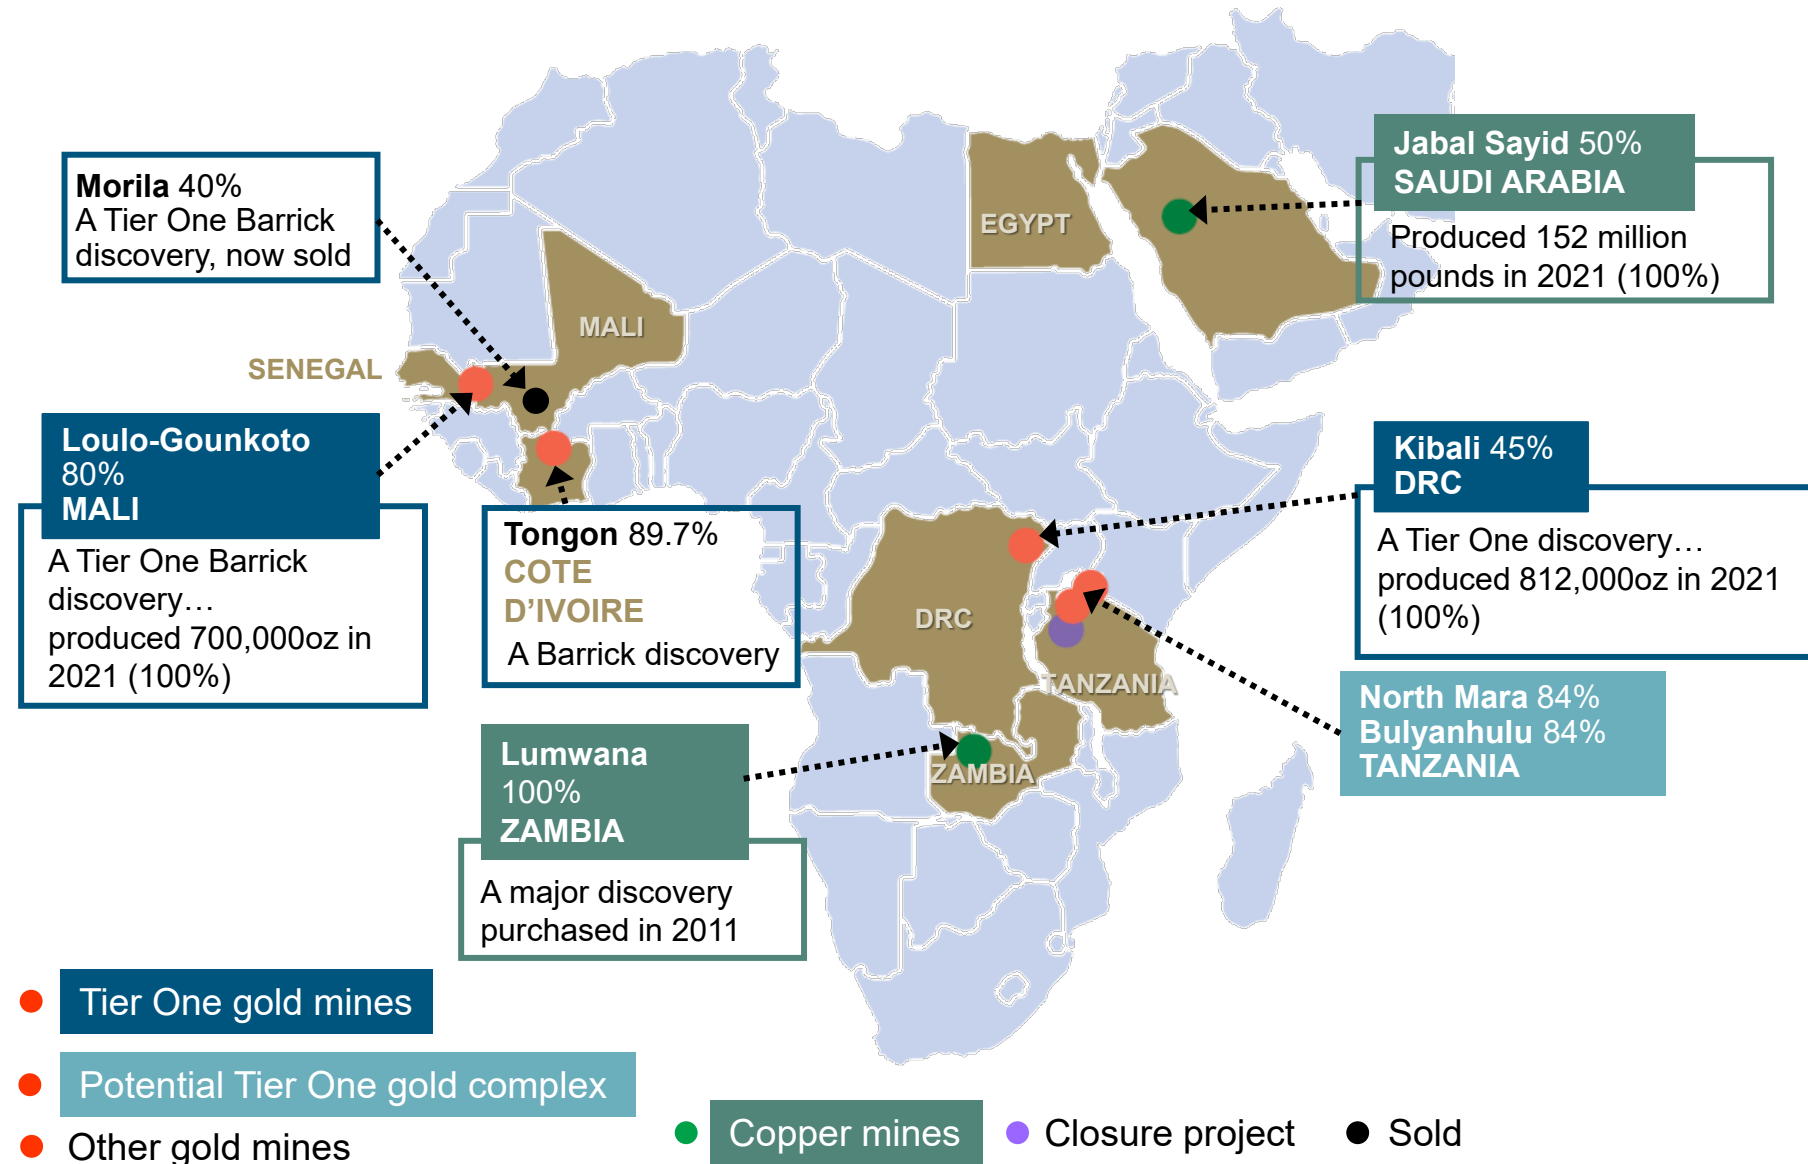 Morila 40%
A Tier One Barrick
discovery, now sold
Jabal Sayid 50%
SAUDI ARABIA
Produced 152 million
pounds in 2021 (100%)
EGYPT
MALI
SENEGAL
Loulo-Gounkoto
80%
MALI
A Tier One Barrick
discovery…
produced 700,000oz in
2021 (100%)
Tongon 89.7%
COTE
D’IVOIRE
A Barrick discovery
Kibali 45%
DRC
A Tier One discovery…
produced 812,000oz in 2021
(100%)
DRC
TANZANIA
North Mara 84%
Bulyanhulu 84%
TANZANIA
Lumwana
100%
ZAMBIA
A major discovery
purchased in 2011
ZAMBIA
Tier One gold mines
Potential Tier One gold complex
Other gold mines
Copper mines
Closure project
Sold